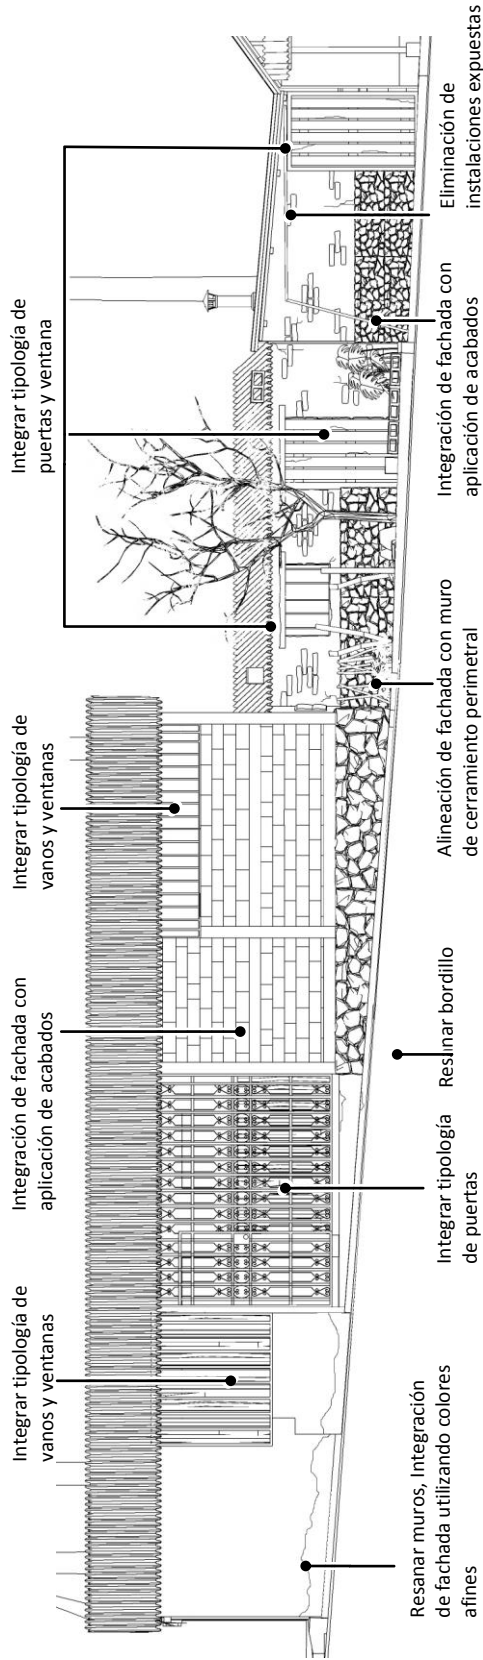 Integrar tipología de
vanos y ventanas
Integración de fachada con
aplicación de acabados
Integrar tipología de
vanos y ventanas
Integrar tipología de
puertas y ventana
Resanar muros, Integración
de fachada utilizando colores
afines
Integrar tipología
de puertas
Resanar bordillo
Alineación de fachada con muro
de cerramiento perimetral
Integración de fachada con
aplicación de acabados
Eliminación de
instalaciones expuestas